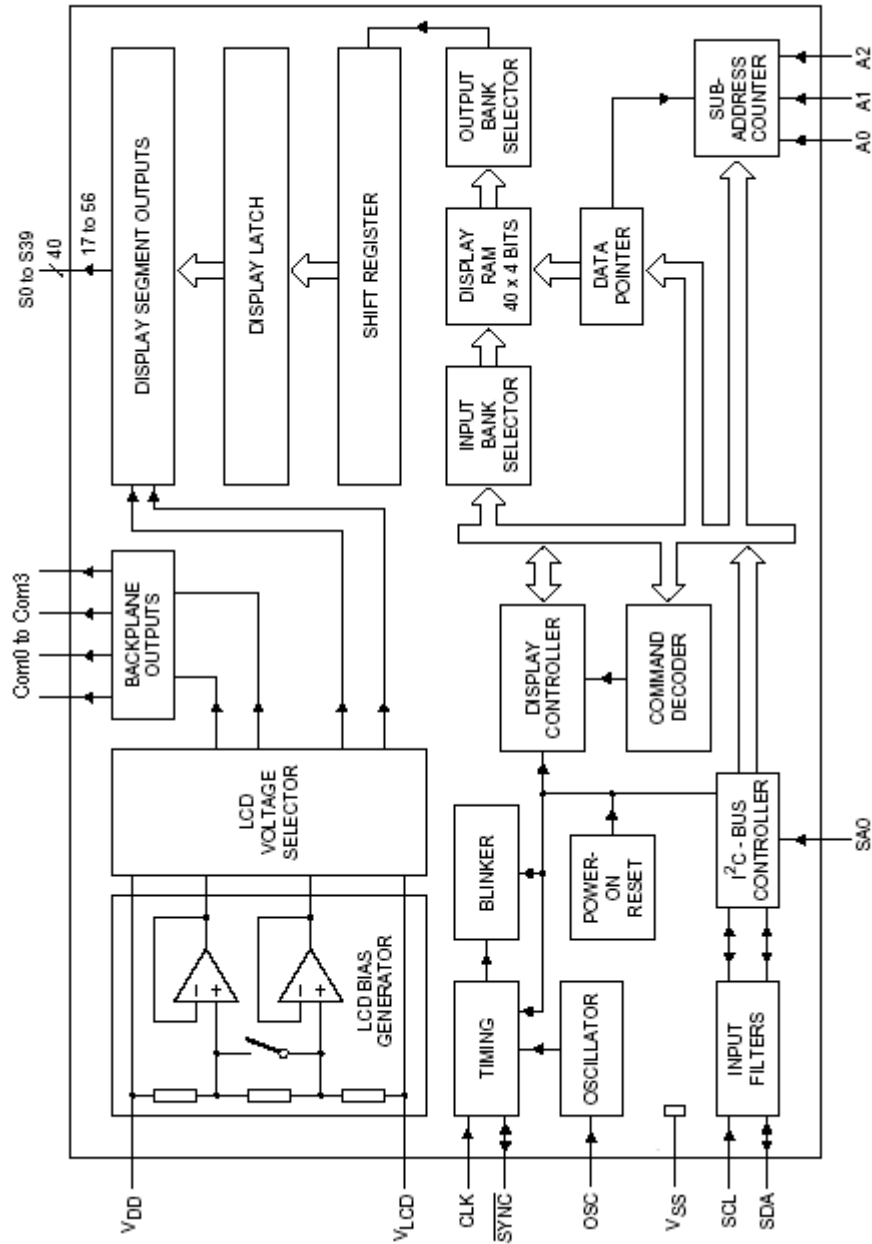 S0 to S39
40
17 to 56
Com0 to Com3
BACKPLANE
OUTPUTS
DISPLAY SEGMENT OUTPUTS
LCD
VOLTAGE
SELECTOR
LCD BIAS
GENERATOR
DISPLAY LATCH
SHIFT REGISTER
VDD
VLCD
CLK
SYNC
OSC
VSS
SCL
SDA
TIMING
BLINKER
OSCILLATOR
POWER-
ON
RESET
DISPLAY
CONTROLLER
COMMAND
DECODER
INPUT
BANK
SELECTOR
DISPLAY
RAM
40 x 4 BITS
OUTPUT
BANK
SELECTOR
DATA
POINTER
SUB-
ADDRESS
COUNTER
INPUT
FILTERS
I²C - BUS
CONTROLLER
SA0
A0
A1
A2